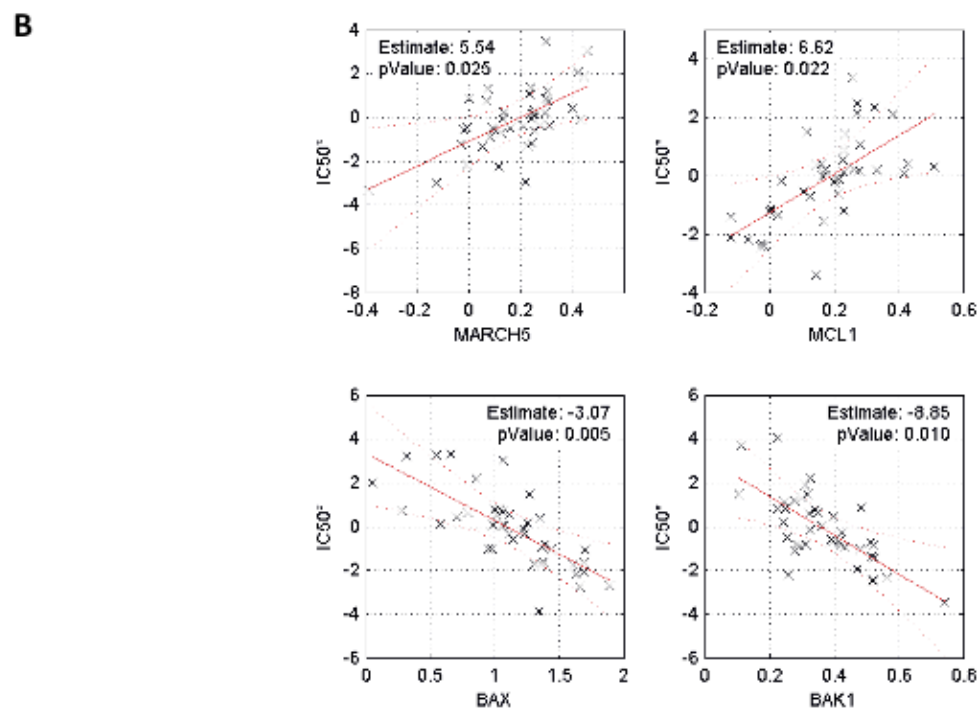 B
Estimate: 5.54
pValue: 0.025
4
2
0
-2
-4
-6
-8
IC50*
-0.4
-0.2
0
0.2
0.4
MARCH5
Estimate: 6.62
pValue: 0.022
4
2
0
-2
-4
IC50*
-0.2
0
0.2
0.4
0.6
MCL1
Estimate: -3.07
pValue: 0.005
6
4
2
0
-2
-4
-6
IC50*
0
0.5
1
1.5
2
BAX
Estimate: -8.85
pValue: 0.010
6
4
2
0
-2
-4
-6
IC50*
0
0.2
0.4
0.6
0.8
BAK1